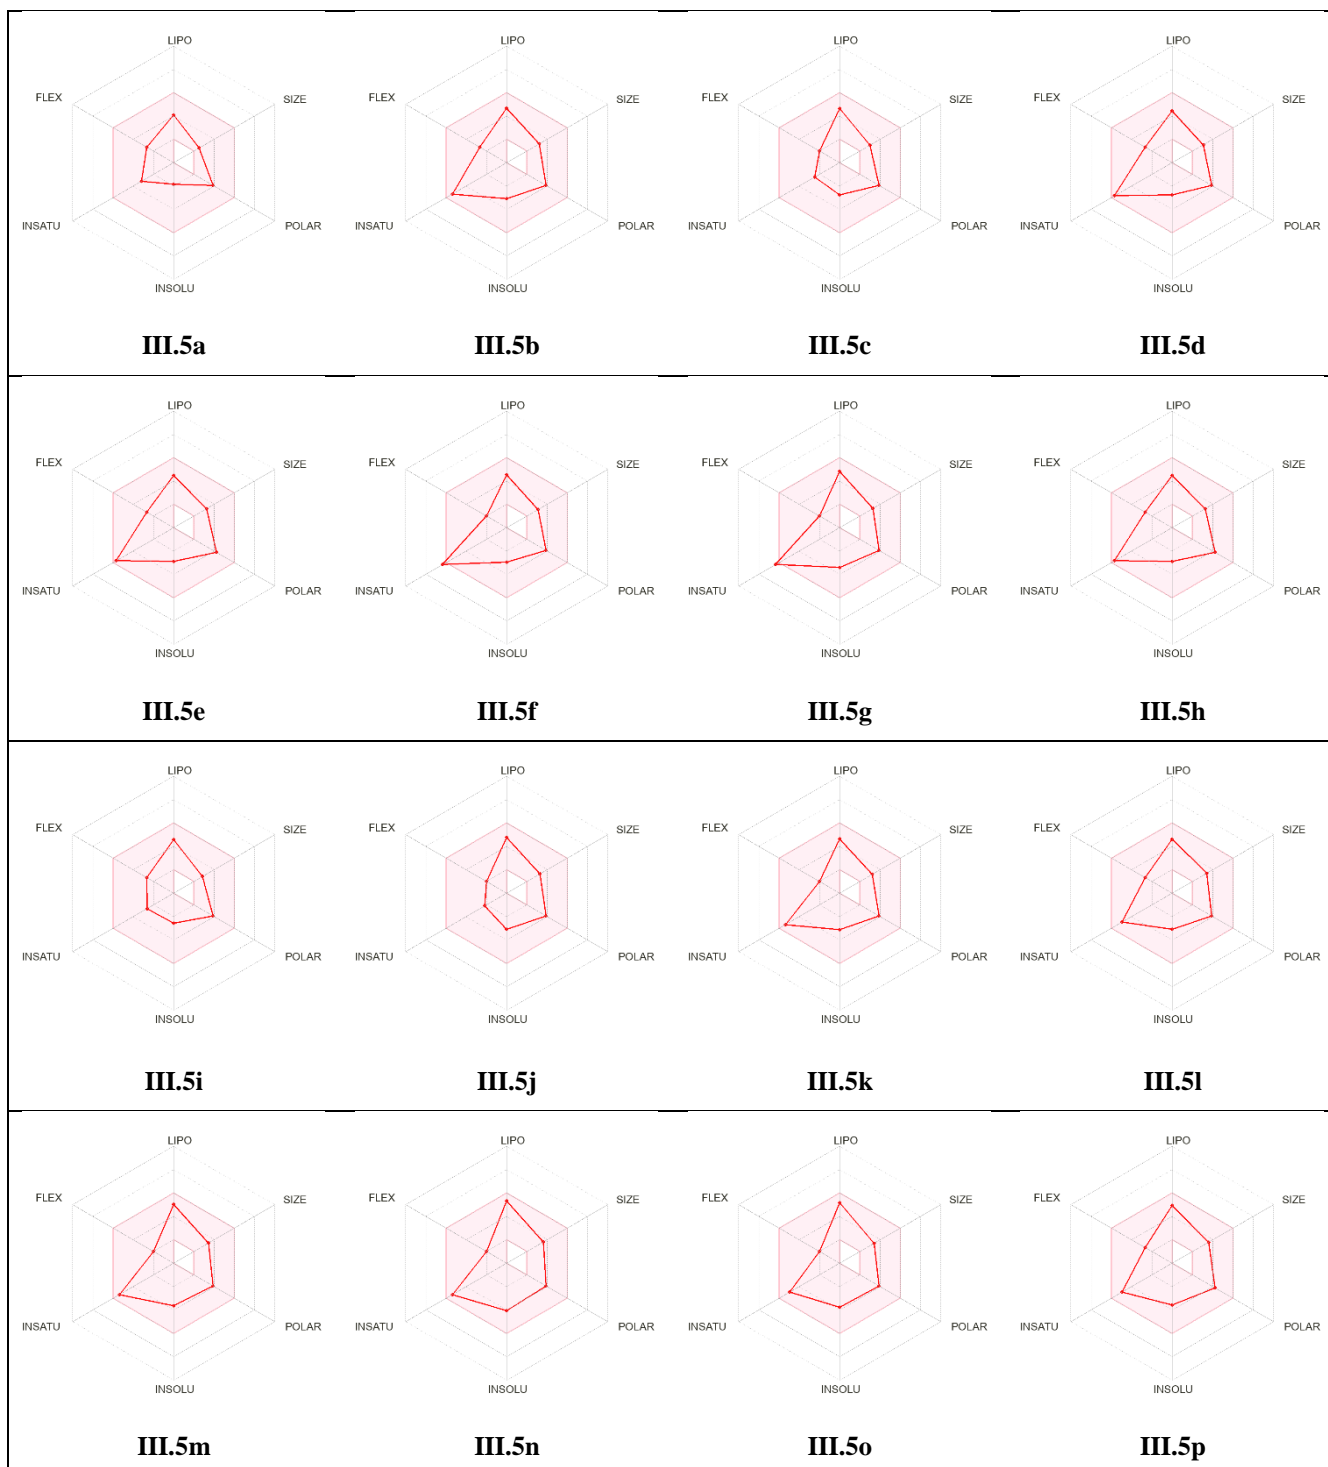 LIPO LIPO LIPO LIPO
FLEX SIZE FLEX SIZE FLEX SIZE FLEX SIZE
INSATU POLAR INSATU POLAR INSATU POLAR INSATU POLAR
INSOLU INSOLU INSOLU INSOLU
III.5a III.5b III.5c III.5d
LIPO LIPO LIPO LIPO
FLEX SIZE FLEX SIZE FLEX SIZE FLEX SIZE
INSATU POLAR INSATU POLAR INSATU POLAR INSATU POLAR
INSOLU INSOLU INSOLU INSOLU
III.5e III.5f III.5g III.5h
LIPO LIPO LIPO LIPO
FLEX SIZE FLEX SIZE FLEX SIZE FLEX SIZE
INSATU POLAR INSATU POLAR INSATU POLAR INSATU POLAR
INSOLU INSOLU INSOLU INSOLU
III.5i III.5j III.5k III.5l
LIPO LIPO LIPO LIPO
FLEX SIZE FLEX SIZE FLEX SIZE FLEX SIZE
INSATU POLAR INSATU POLAR INSATU POLAR INSATU POLAR
INSOLU INSOLU INSOLU INSOLU
III.5m III.5n III.5o III.5p